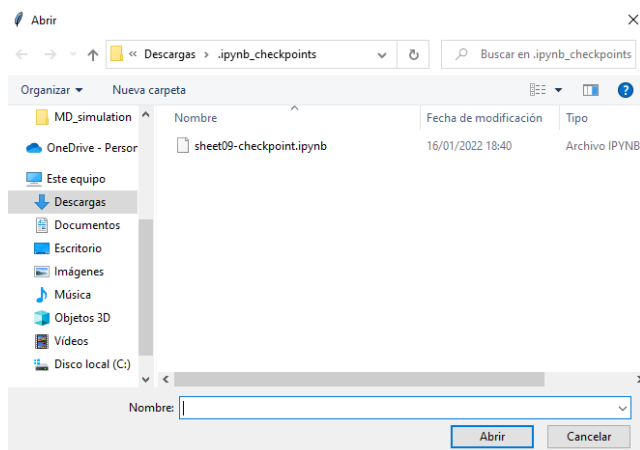 Abrir
« Descargas › .ipynb_checkpoints
Buscar en .ipynb_checkpoints
Organizar
Nueva carpeta
MD_simulation
OneDrive - Person
Este equipo
Descargas
Documentos
Escritorio
Imágenes
Música
Objetos 3D
Vídeos
Disco local (C:)
Nombre Fecha de modificación Tipo
sheet09-checkpoint.ipynb 16/01/2022 18:40 Archivo IPYNB
Nombre:
Abrir Cancelar